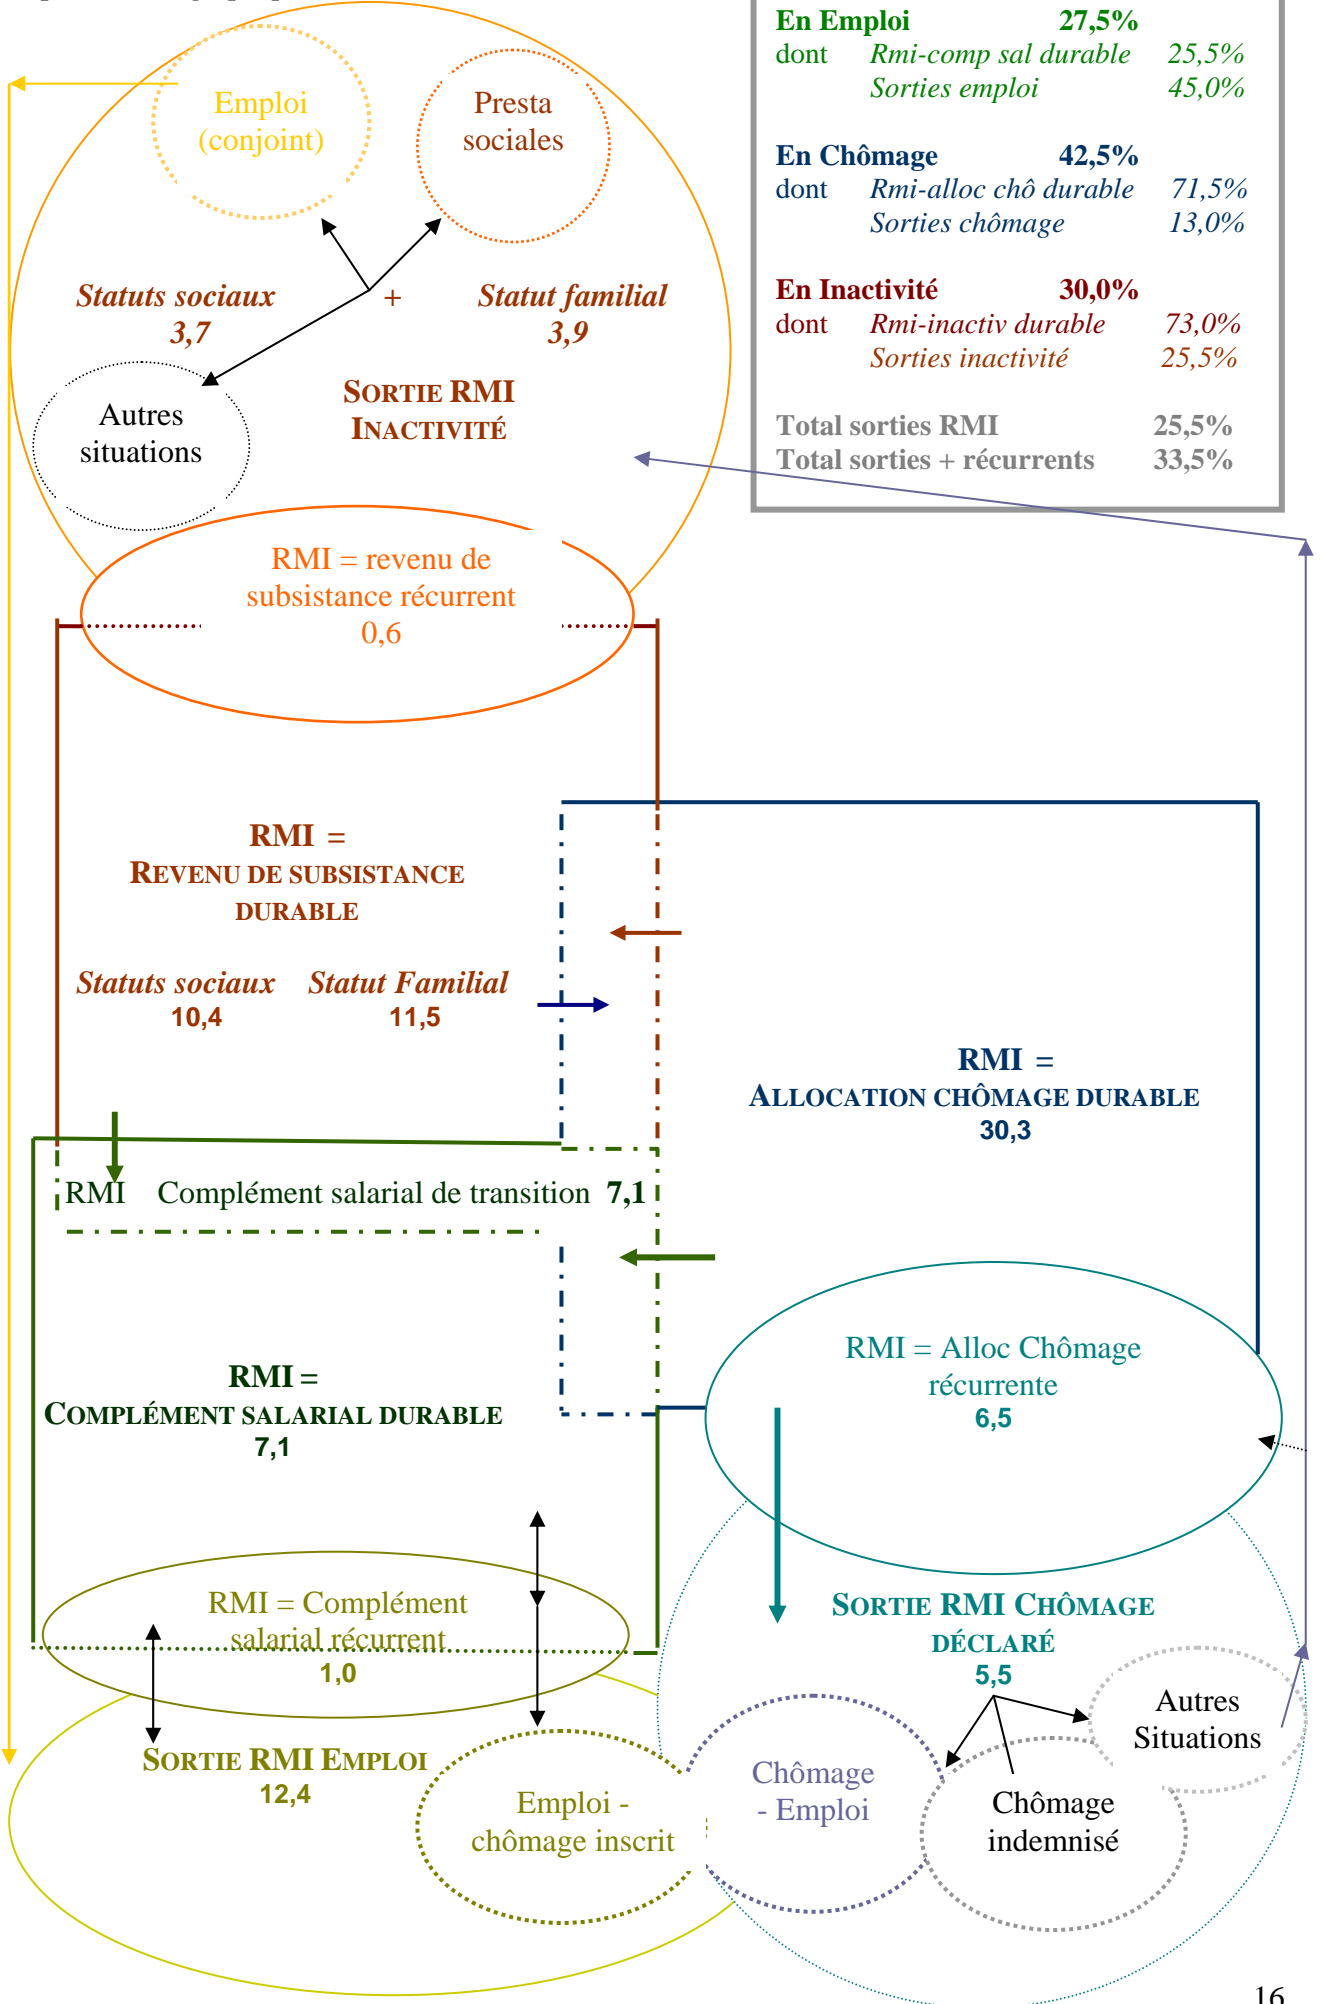 En Emploi 27,5%
dont Rmi-comp sal durable 25,5%
Sorties emploi 45,0%
En Chômage 42,5%
dont Rmi-alloc chô durable 71,5%
Sorties chômage 13,0%
En Inactivité 30,0%
dont Rmi-inactiv durable 73,0%
Sorties inactivité 25,5%
Total sorties RMI 25,5%
Total sorties + récurrents 33,5%
Emploi
(conjoint)
Presta
sociales
Statuts sociaux + Statut familial
3,7 3,9
SORTIE RMI
INACTIVITÉ
Autres
situations
RMI = revenu de
subsistance récurrent
0,6
RMI =
REVENU DE SUBSISTANCE
DURABLE
Statuts sociaux Statut Familial
10,4 11,5
RMI =
ALLOCATION CHÔMAGE DURABLE
30,3
RMI Complément salarial de transition 7,1
RMI =
COMPLÉMENT SALARIAL DURABLE
7,1
RMI = Alloc Chômage
récurrente
6,5
RMI = Complément
salarial récurrent
1,0
SORTIE RMI CHÔMAGE
DÉCLARÉ
5,5
SORTIE RMI EMPLOI
12,4
Emploi -
chômage inscrit
Chômage
- Emploi
Chômage
indemnisé
Autres
Situations
16